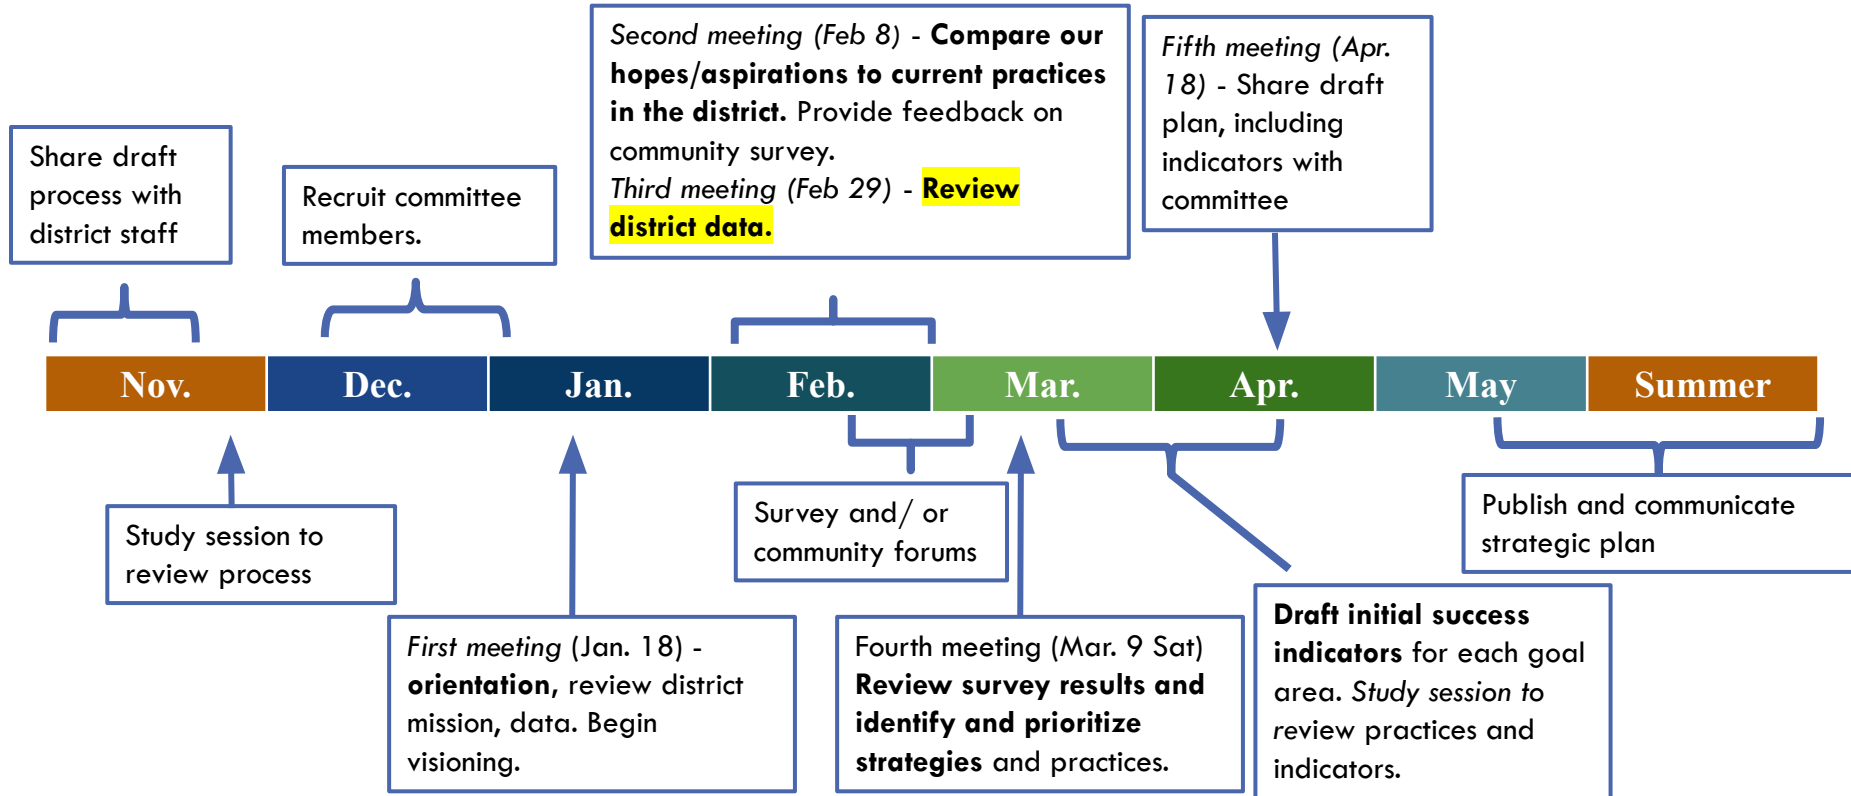 Second meeting (Feb 8) - Compare our
hopes/aspirations to current practices
in the district. Provide feedback on
community survey.
Third meeting (Feb 29) - Review
district data.
Fifth meeting (Apr.
18) - Share draft
plan, including
indicators with
committee
Share draft
process with
district staff
Recruit committee
members.
Nov.
Dec.
Jan.
Feb.
Mar.
Apr.
May
Summer
Study session to
review process
Survey and/ or
community forums
Publish and communicate
strategic plan
First meeting (Jan. 18) -
orientation, review district
mission, data. Begin
visioning.
Fourth meeting (Mar. 9 Sat)
Review survey results and
identify and prioritize
strategies and practices.
Draft initial success
indicators for each goal
area. Study session to
review practices and
indicators.